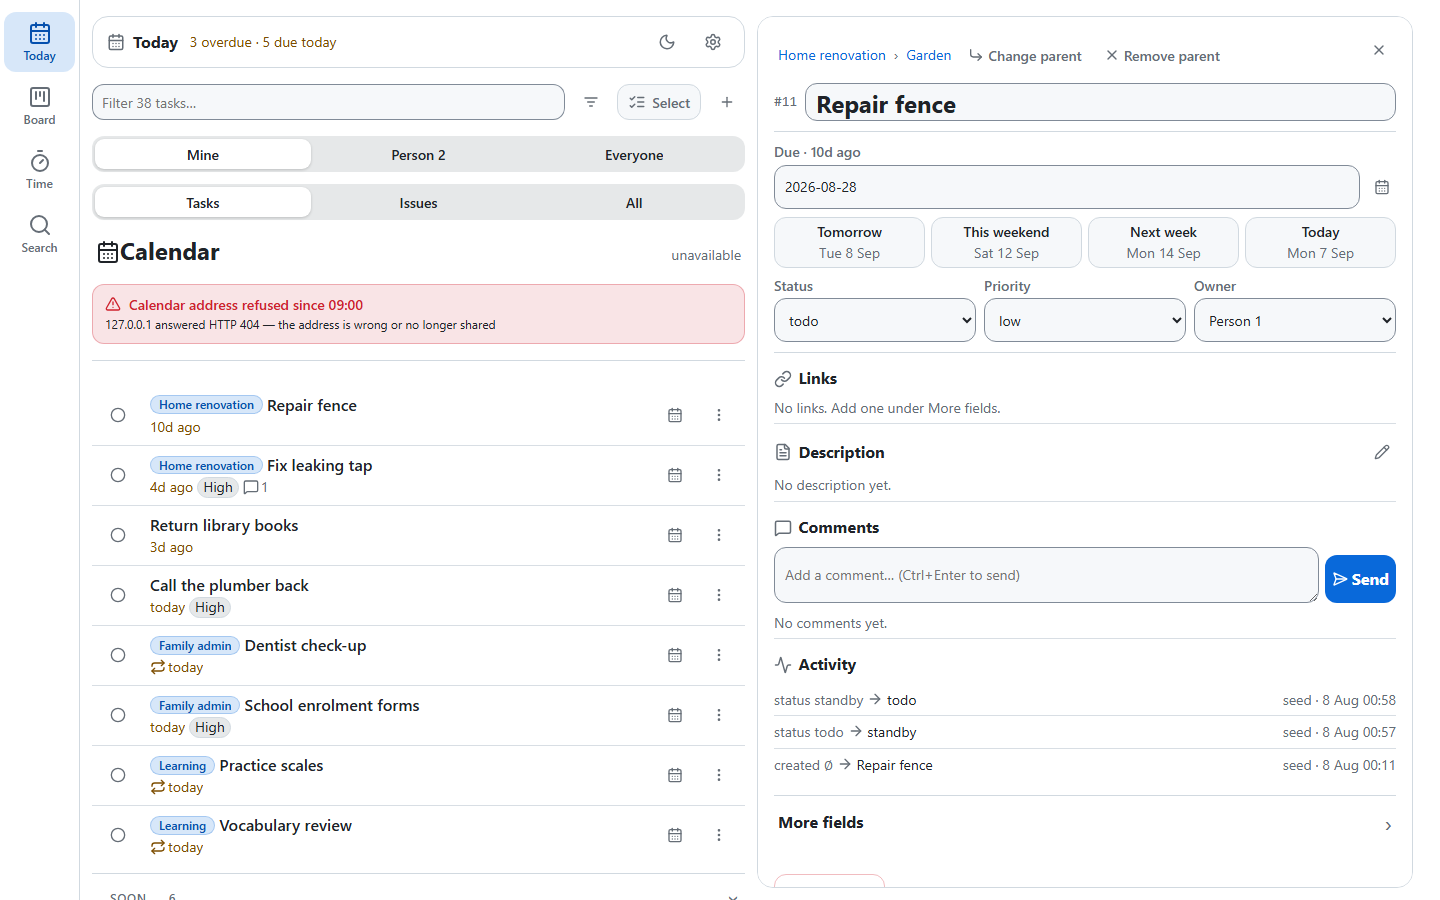 Today
Board
Time
Search
Today 3 overdue · 5 due today
Filter 38 tasks...
Select
Mine Person 2 Everyone
Tasks Issues All
Calendar unavailable
Calendar address refused since 09:00
127.0.0.1 answered HTTP 404 — the address is wrong or no longer shared
Home renovation Repair fence
10d ago
Home renovation Fix leaking tap
4d ago High 1
Return library books
3d ago
Call the plumber back
today High
Family admin Dentist check-up
today
Family admin School enrolment forms
today High
Learning Practice scales
today
Learning Vocabulary review
today
SOON 6
Home renovation › Garden Change parent Remove parent
#11 Repair fence
Due · 10d ago
2026-08-28
Tomorrow This weekend Next week Today
Tue 8 Sep Sat 12 Sep Mon 14 Sep Mon 7 Sep
Status Priority Owner
todo low Person 1
Links
No links. Add one under More fields.
Description
No description yet.
Comments
Add a comment... (Ctrl+Enter to send)
Send
No comments yet.
Activity
status standby → todo seed · 8 Aug 00:58
status todo → standby seed · 8 Aug 00:57
created ∅ → Repair fence seed · 8 Aug 00:11
More fields